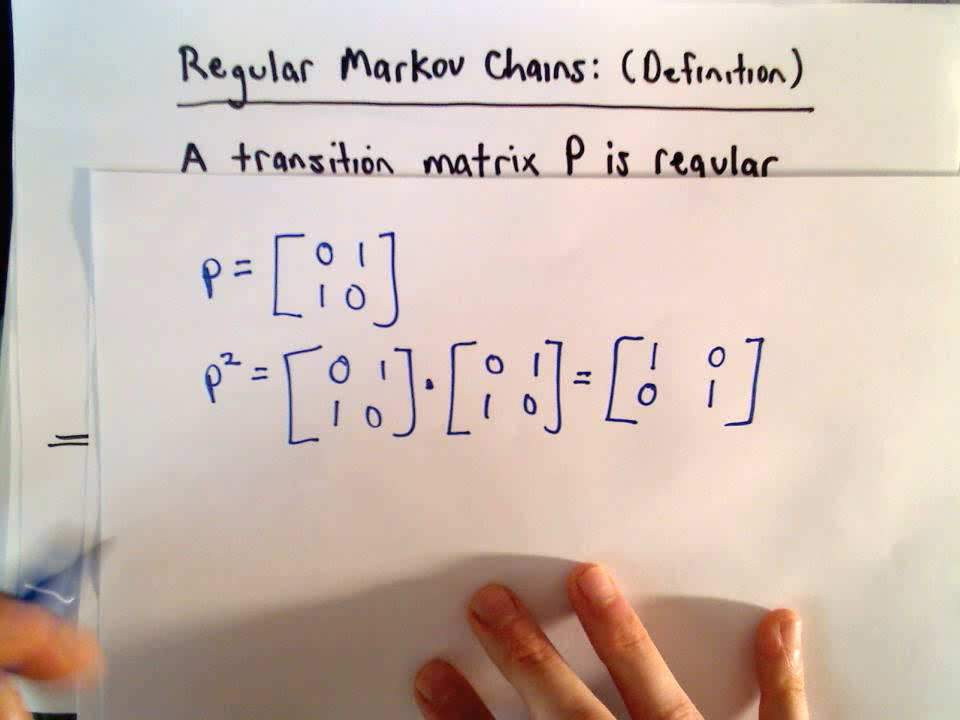 Regular Markov Chains: (Definition)
A transition matrix P is regular
P = [0 1
1 0]
P² = [0 1
1 0] · [0 1
1 0] = [1 0
0 1]
=